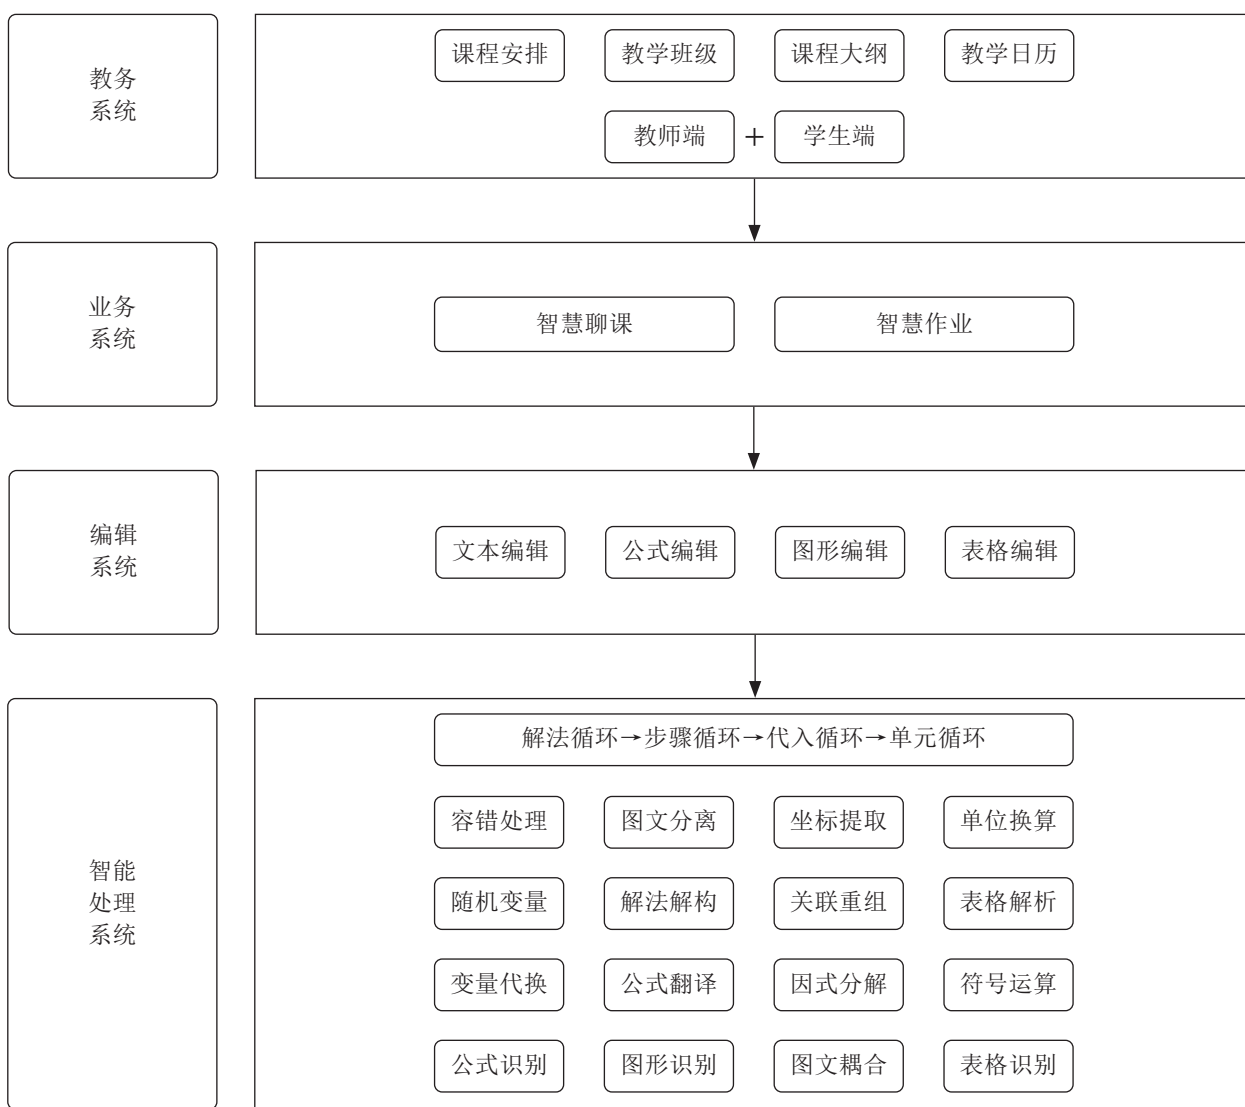 教务
系统
课程安排 教学班级 课程大纲 教学日历
教师端 + 学生端
业务
系统
智慧聊课 智慧作业
编辑
系统
文本编辑 公式编辑 图形编辑 表格编辑
智能
处理
系统
解法循环→步骤循环→代入循环→单元循环
容错处理 图文分离 坐标提取 单位换算
随机变量 解法解构 关联重组 表格解析
变量代换 公式翻译 因式分解 符号运算
公式识别 图形识别 图文耦合 表格识别